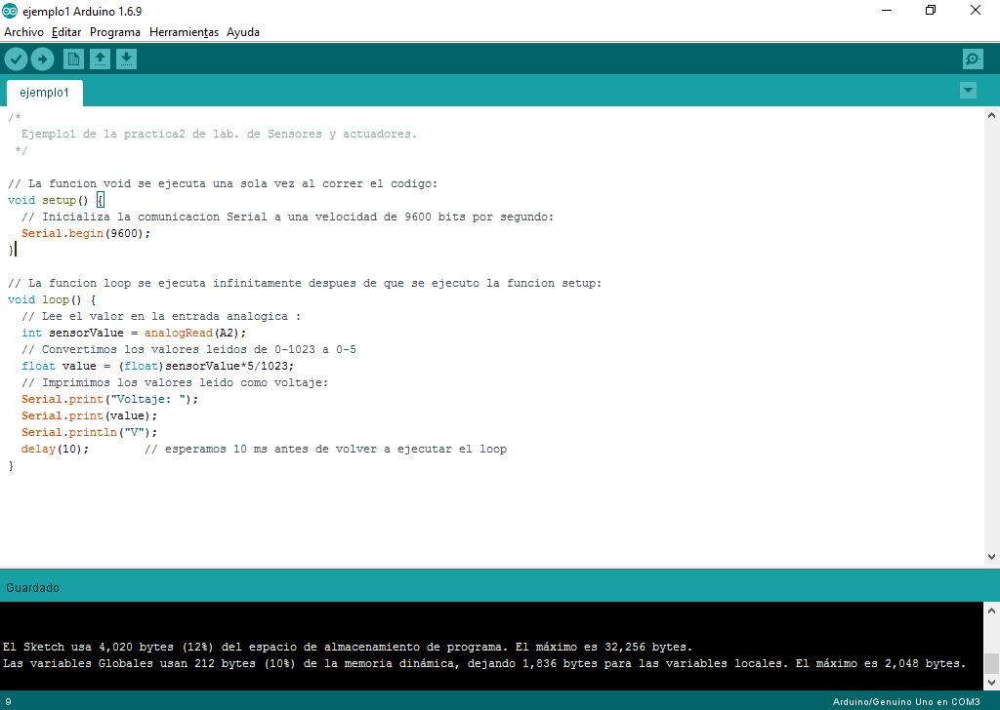 ejemplo1 Arduino 1.6.9
Archivo Editar Programa Herramientas Ayuda
ejemplo1
/*
  Ejemplo1 de la practica2 de lab. de Sensores y actuadores.
 */
// La funcion void se ejecuta una sola vez al correr el codigo:
void setup() {
  // Inicializa la comunicacion Serial a una velocidad de 9600 bits por segundo:
  Serial.begin(9600);
}
// La funcion loop se ejecuta infinitamente despues de que se ejecuto la funcion setup:
void loop() {
  // Lee el valor en la entrada analogica :
  int sensorValue = analogRead(A2);
  // Convertimos los valores leidos de 0-1023 a 0-5
  float value = (float)sensorValue*5/1023;
  // Imprimimos los valores leido como voltaje:
  Serial.print("Voltaje: ");
  Serial.print(value);
  Serial.println("V");
  delay(10);        // esperamos 10 ms antes de volver a ejecutar el loop
}
Guardado.
El Sketch usa 4,020 bytes (12%) del espacio de almacenamiento de programa. El máximo es 32,256 bytes.
Las variables Globales usan 212 bytes (10%) de la memoria dinámica, dejando 1,836 bytes para las variables locales. El máximo es 2,048 bytes.
9 Arduino/Genuino Uno en COM3